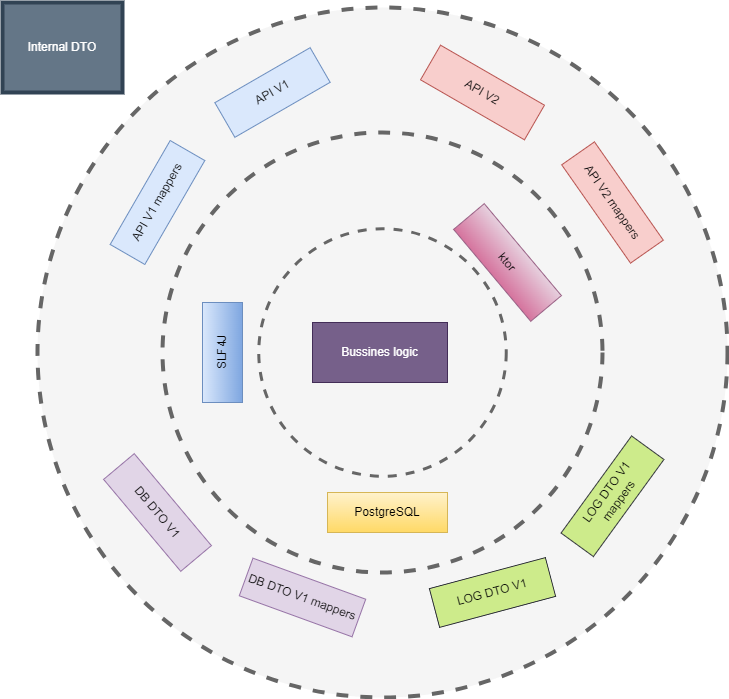 Internal DTO
API V1
API V2
API V1 mappers
API V2 mappers
ktor
SLF 4J
Bussines logic
DB DTO V1
PostgreSQL
LOG DTO V1
mappers
DB DTO V1 mappers
LOG DTO V1